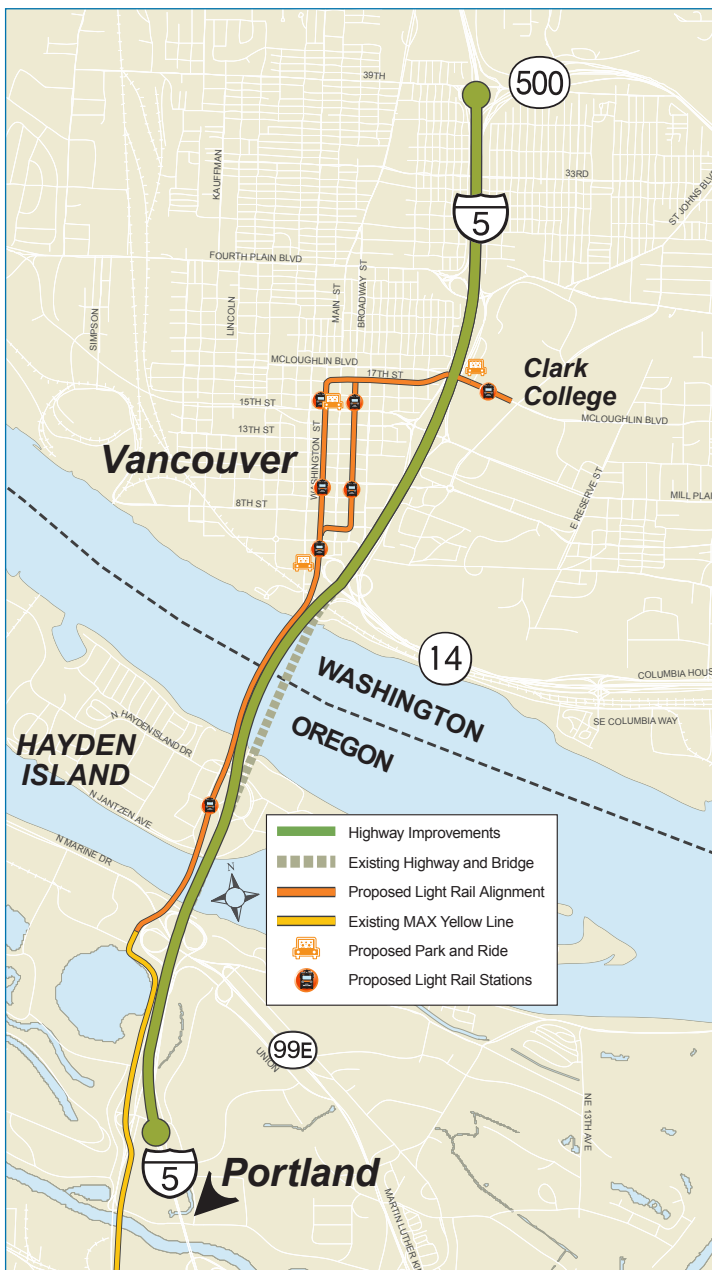 39TH
500
KAUFFMAN
33RD
ST JOHNS BLVD
5
FOURTH PLAIN BLVD
SIMPSON
LINCOLN
MAIN ST
BROADWAY ST
MCLOUGHLIN BLVD
17TH ST
Clark
College
15TH ST
MCLOUGHLIN BLVD
13TH ST
WASHINGTON ST
Vancouver
E RESERVE ST
MILL PLAI
8TH ST
14
WASHINGTON
COLUMBIA HOUS
SE COLUMBIA WAY
N HAYDEN ISLAND DR
OREGON
HAYDEN
ISLAND
N JANTZEN AVE
N MARINE DR
N
Highway Improvements
Existing Highway and Bridge
Proposed Light Rail Alignment
Existing MAX Yellow Line
Proposed Park and Ride
Proposed Light Rail Stations
99E
UNION
NE 13TH AVE
5
Portland
MARTIN LUTHER KIN